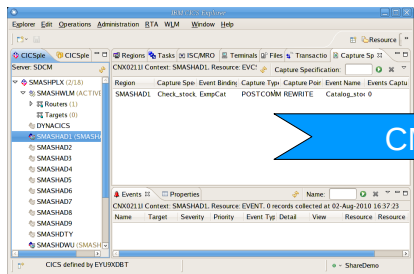 Explorer Edit Operations Administration RTA WLM Window Help
Resource
CICSple CICSple
Server: SDCM
SMASHPLX (2/18)
SMASHWLM (ACTIVE
Routers (1)
Targets (0)
DYNACICS
SMASHAD1 (SMASH
SMASHAD2
SMASHAD3
SMASHAD4
SMASHAD5
SMASHAD6
SMASHAD7
SMASHAD8
SMASHAD9
SMASHDTY
SMASHDWU (SMASH
Regions Tasks ISC/MRO Terminals Files Transactio Capture Sp
CNX0211I Context: SMASHAD1. Resource: EVCS Capture Specification:
Region Capture Spe Event Binding Capture Type Capture Poir Event Name Events Captu
SMASHAD1 Check_stock. ExmpCat POSTCOMM REWRITE Catalog_stoc 0
CN
Events Properties Name:
CNX0211I Context: SMASHAD1. Resource: EVENT. 0 records collected at 02-Aug-2010 16:37:23
Name Target Severity Priority Event Typ Detail View Resource Resource
CICS defined by EYU9XDBT ShareDemo